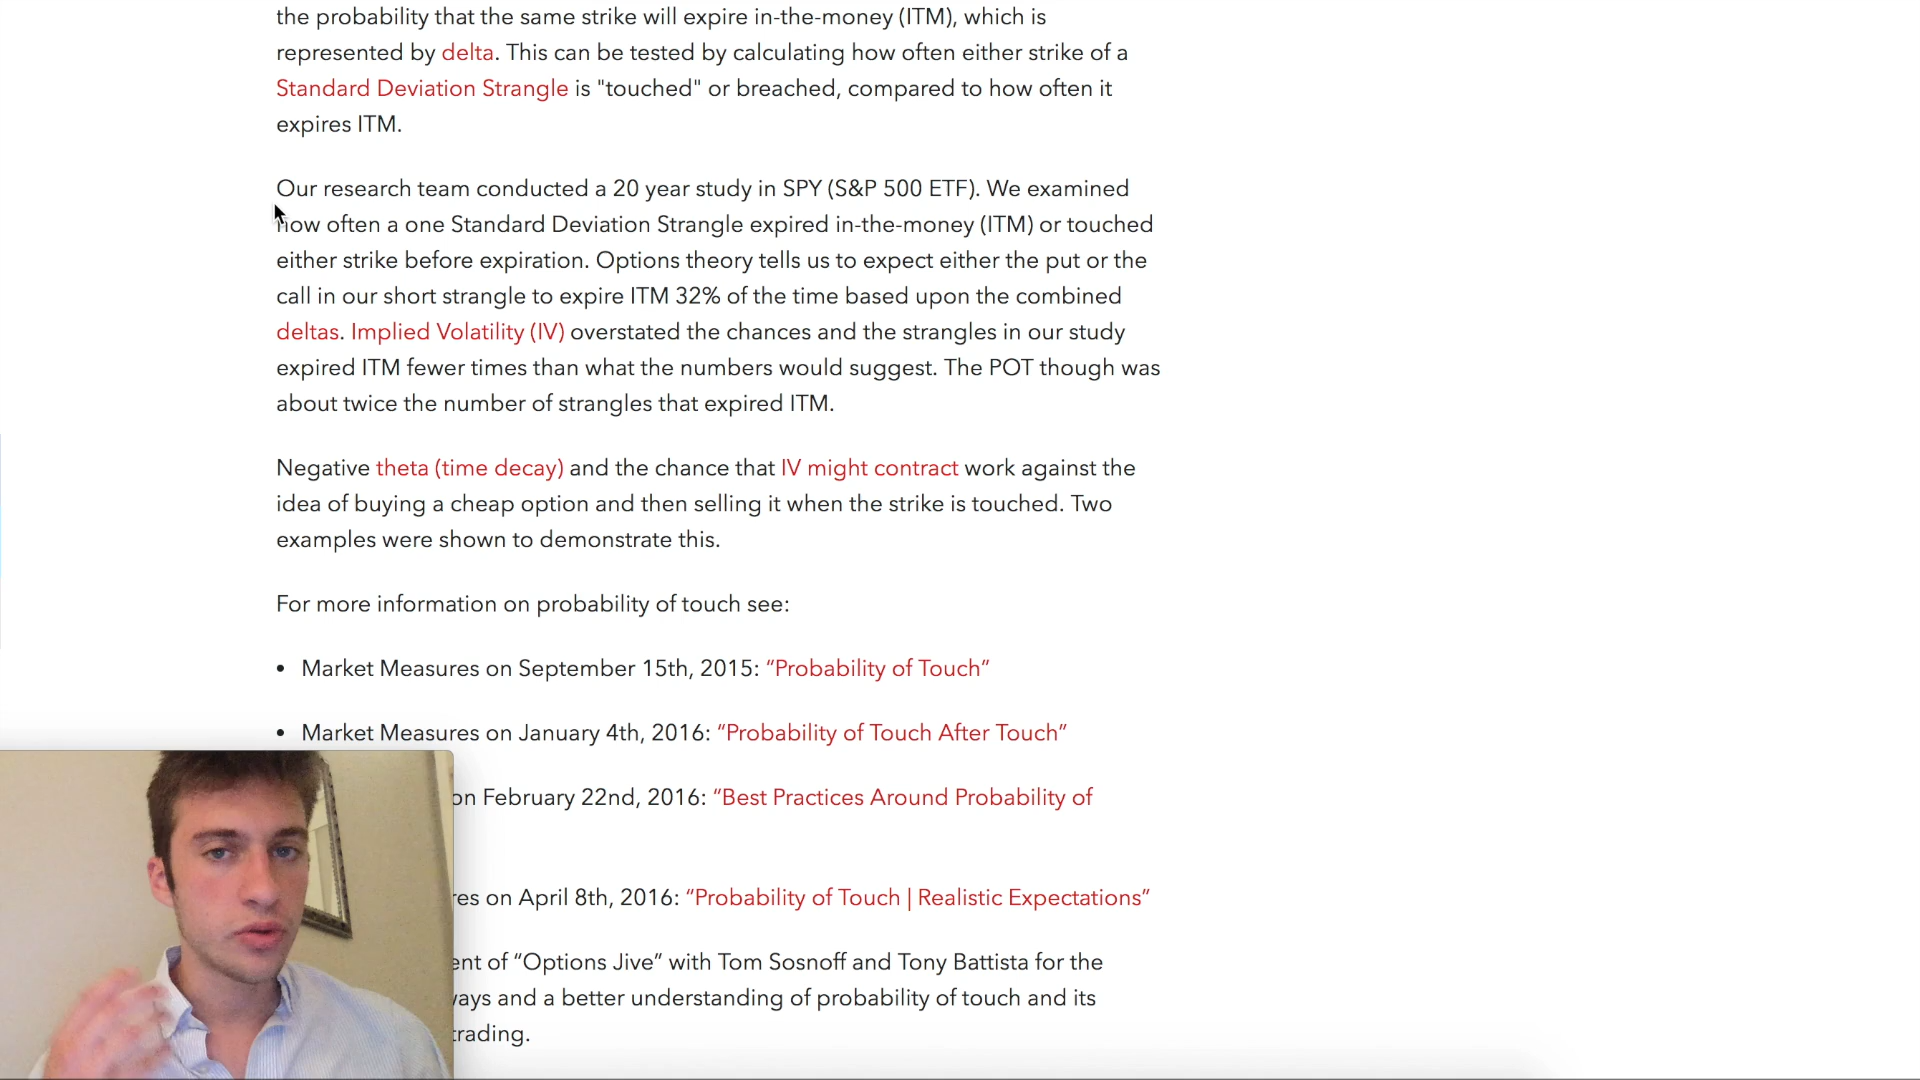 the probability that the same strike will expire in-the-money (ITM), which is
represented by delta. This can be tested by calculating how often either strike of a
Standard Deviation Strangle is "touched" or breached, compared to how often it
expires ITM.
Our research team conducted a 20 year study in SPY (S&P 500 ETF). We examined
how often a one Standard Deviation Strangle expired in-the-money (ITM) or touched
either strike before expiration. Options theory tells us to expect either the put or the
call in our short strangle to expire ITM 32% of the time based upon the combined
deltas. Implied Volatility (IV) overstated the chances and the strangles in our study
expired ITM fewer times than what the numbers would suggest. The POT though was
about twice the number of strangles that expired ITM.
Negative theta (time decay) and the chance that IV might contract work against the
idea of buying a cheap option and then selling it when the strike is touched. Two
examples were shown to demonstrate this.
For more information on probability of touch see:
• Market Measures on September 15th, 2015: “Probability of Touch”
• Market Measures on January 4th, 2016: “Probability of Touch After Touch”
on February 22nd, 2016: “Best Practices Around Probability of
res on April 8th, 2016: “Probability of Touch | Realistic Expectations”
ent of “Options Jive” with Tom Sosnoff and Tony Battista for the
ways and a better understanding of probability of touch and its
trading.